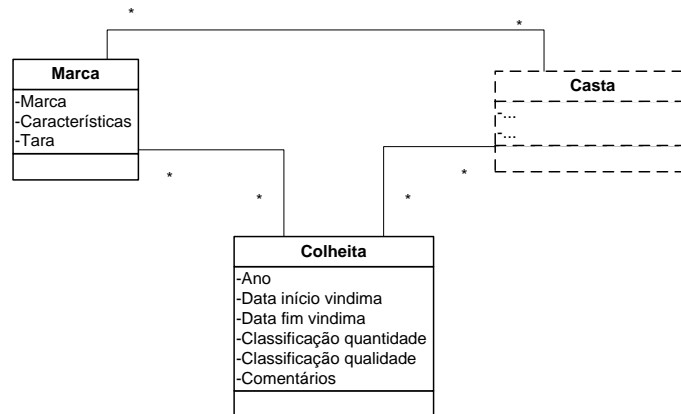 *
*
Marca
-Marca
-Características
-Tara
Casta
-...
-...
*
*
*
*
Colheita
-Ano
-Data início vindima
-Data fim vindima
-Classificação quantidade
-Classificação qualidade
-Comentários